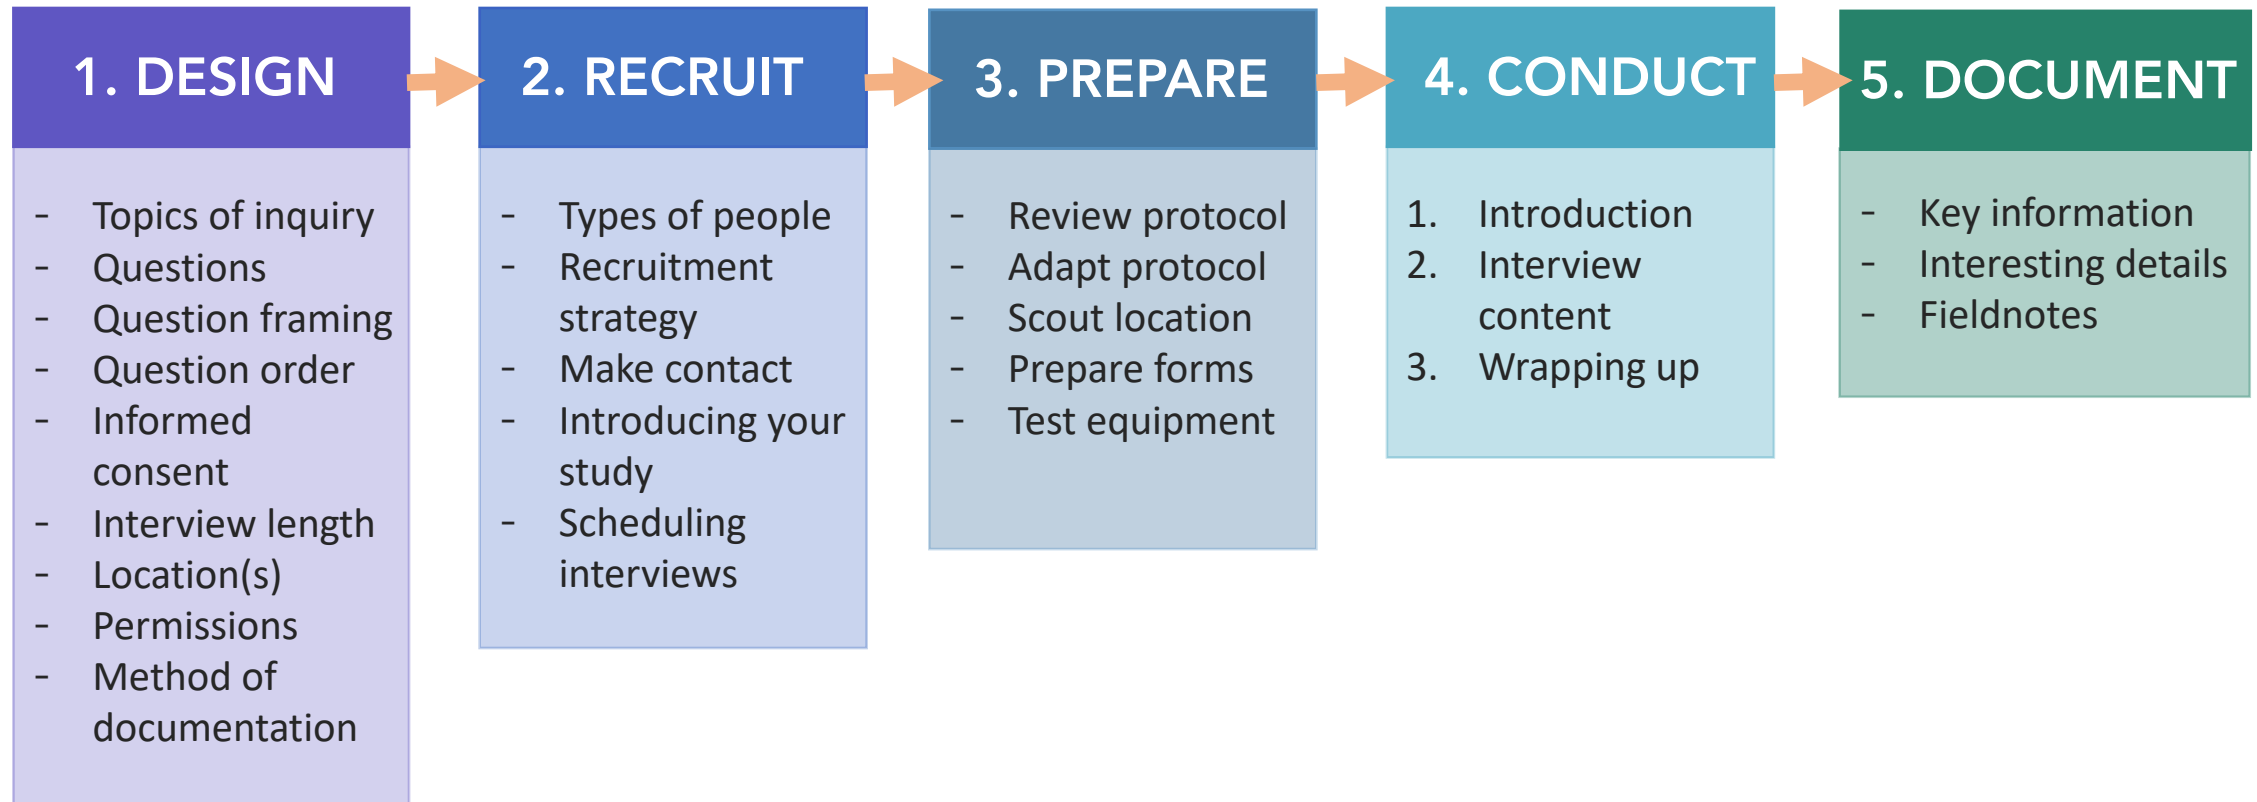 1. DESIGN
- Topics of inquiry
- Questions
- Question framing
- Question order
- Informed
consent
- Interview length
- Location(s)
- Permissions
- Method of
documentation
2. RECRUIT
- Types of people
- Recruitment
strategy
- Make contact
- Introducing your
study
- Scheduling
interviews
3. PREPARE
- Review protocol
- Adapt protocol
- Scout location
- Prepare forms
- Test equipment
4. CONDUCT
1. Introduction
2. Interview
content
3. Wrapping up
5. DOCUMENT
- Key information
- Interesting details
- Fieldnotes